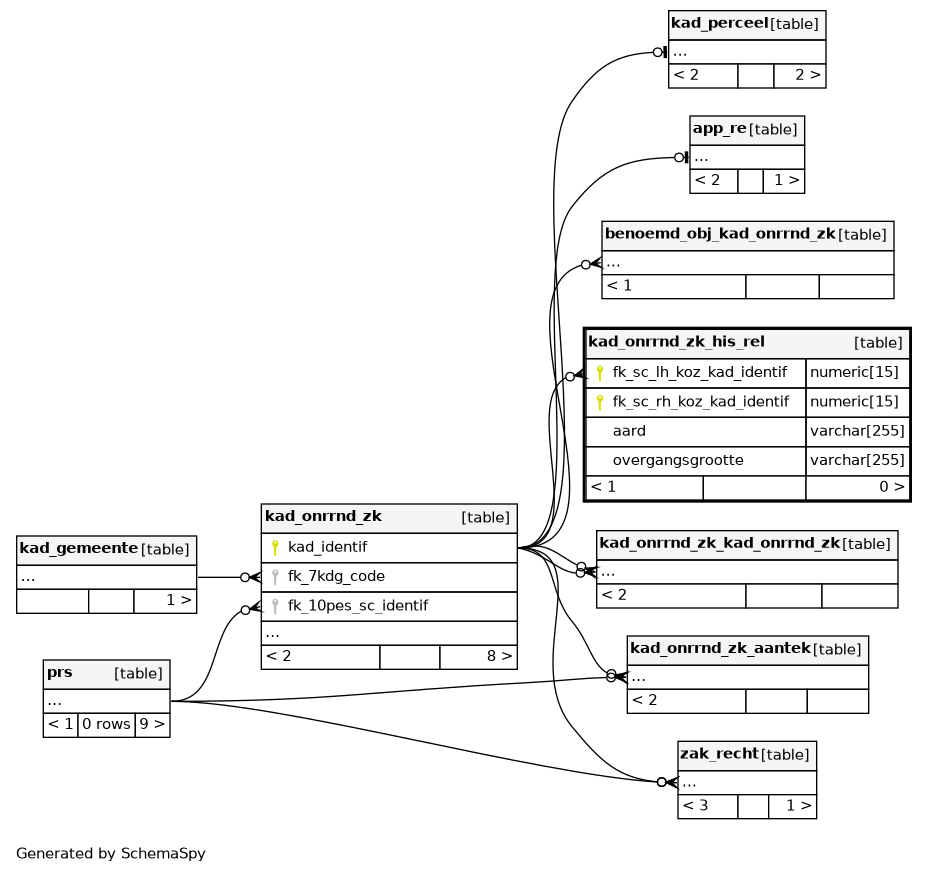 kad_perceel [table]
...
< 2 2 >
app_re [table]
...
< 2 1 >
benoemd_obj_kad_onrrnd_zk [table]
...
< 1
kad_onrrnd_zk_his_rel [table]
fk_sc_lh_koz_kad_identif numeric[15]
fk_sc_rh_koz_kad_identif numeric[15]
aard varchar[255]
overgangsgrootte varchar[255]
< 1 0 >
kad_onrrnd_zk [table]
kad_identif
fk_7kdg_code
fk_10pes_sc_identif
...
< 2 8 >
kad_gemeente [table]
...
1 >
kad_onrrnd_zk_kad_onrrnd_zk [table]
...
< 2
kad_onrrnd_zk_aantek [table]
...
< 2
prs [table]
...
< 1 0 rows 9 >
zak_recht [table]
...
< 3 1 >
Generated by SchemaSpy